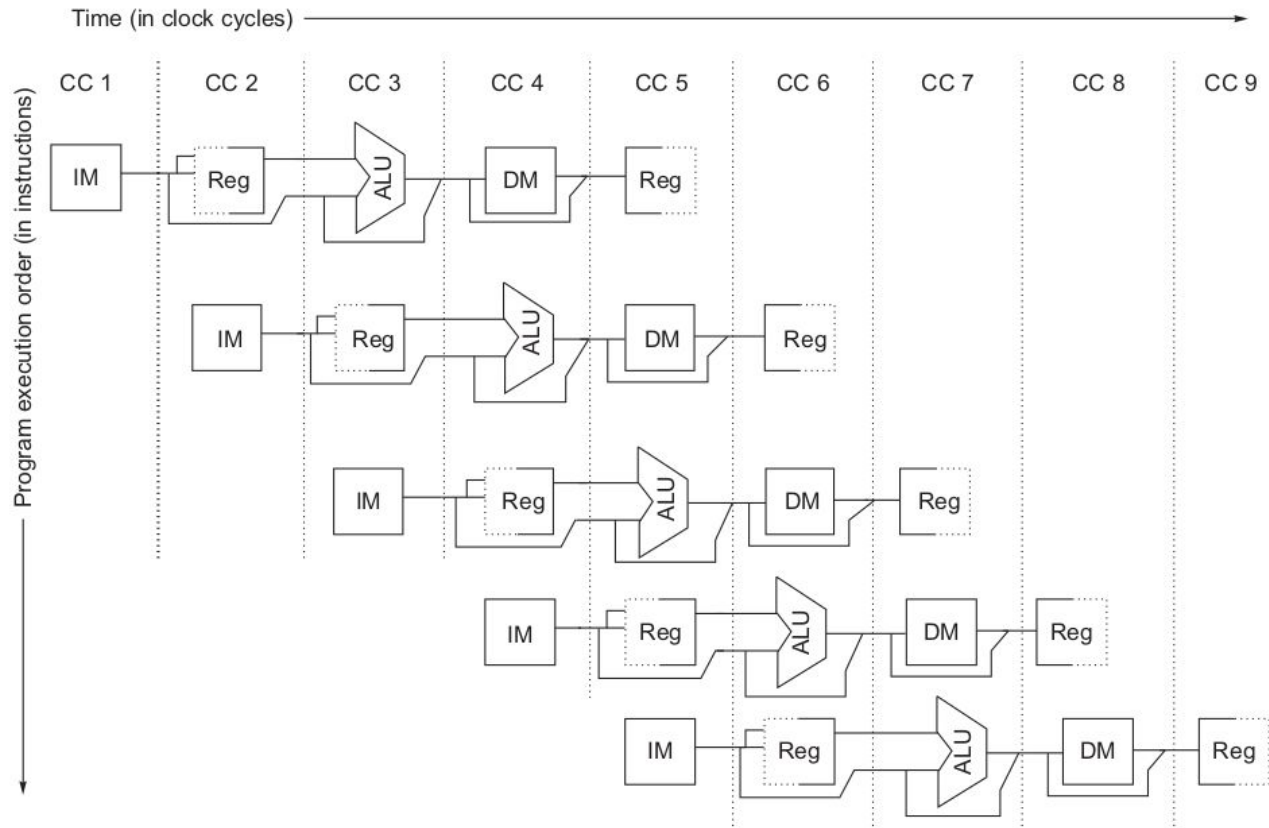 Time (in clock cycles)
CC 1 CC 2 CC 3 CC 4 CC 5 CC 6 CC 7 CC 8 CC 9
Program execution order (in instructions)
IM Reg ALU DM Reg
IM Reg ALU DM Reg
IM Reg ALU DM Reg
IM Reg ALU DM Reg
IM Reg ALU DM Reg